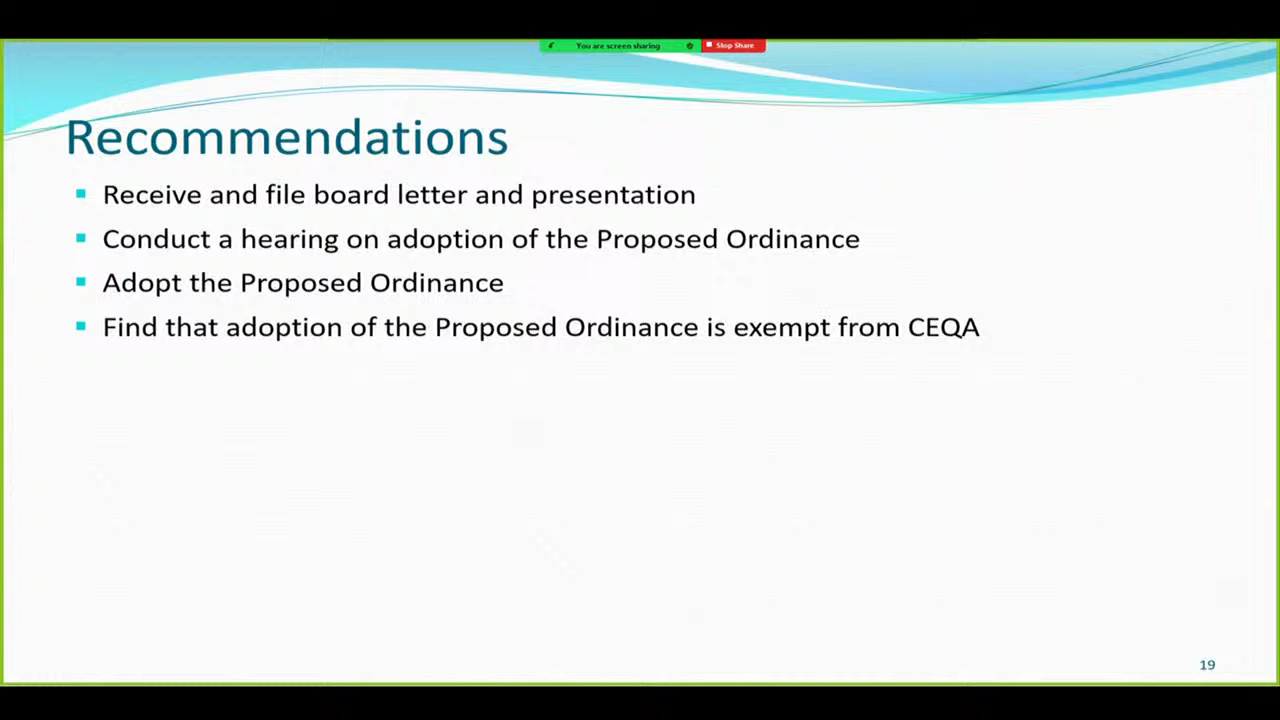 You are screen sharing Stop Share
Recommendations
Receive and file board letter and presentation
Conduct a hearing on adoption of the Proposed Ordinance
Adopt the Proposed Ordinance
Find that adoption of the Proposed Ordinance is exempt from CEQA
19